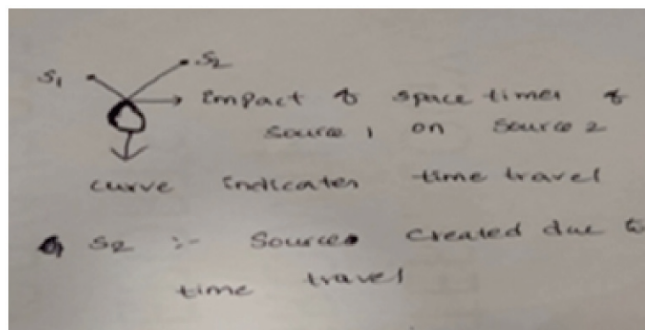 S1 S2
Impact of space times of
Source 1 on Source 2
curve indicates time travel
S2 :- Source created due to
time travel